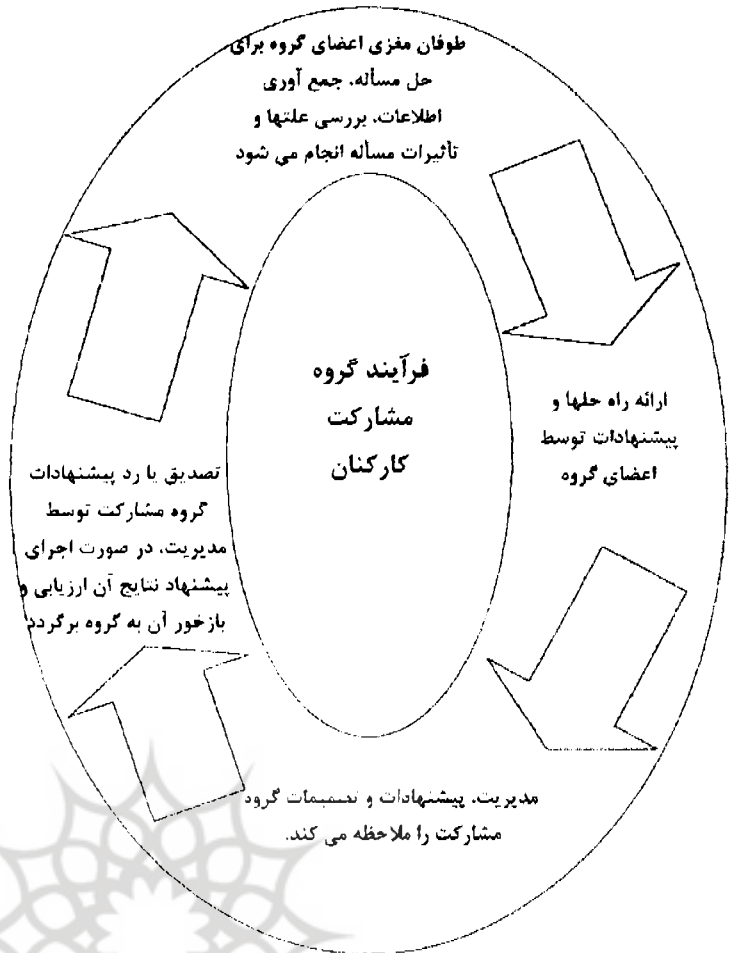 طوفان مغزی اعضای گروه برای
حل مسأله، جمع آوری
اطلاعات، بررسی علتها و
تأثیرات مسأله انجام می شود
ارائه راه حلها و
پیشنهادات توسط
اعضای گروه
مدیریت، پیشنهادات و تصمیمات گروه
مشارکت را ملاحظه می کند.
تصدیق یا رد پیشنهادات
گروه مشارکت توسط
مدیریت، در صورت اجرای
پیشنهاد نتایج آن ارزیابی و
بازخور آن به گروه برگردد
فرآیند گروه
مشارکت
کارکنان